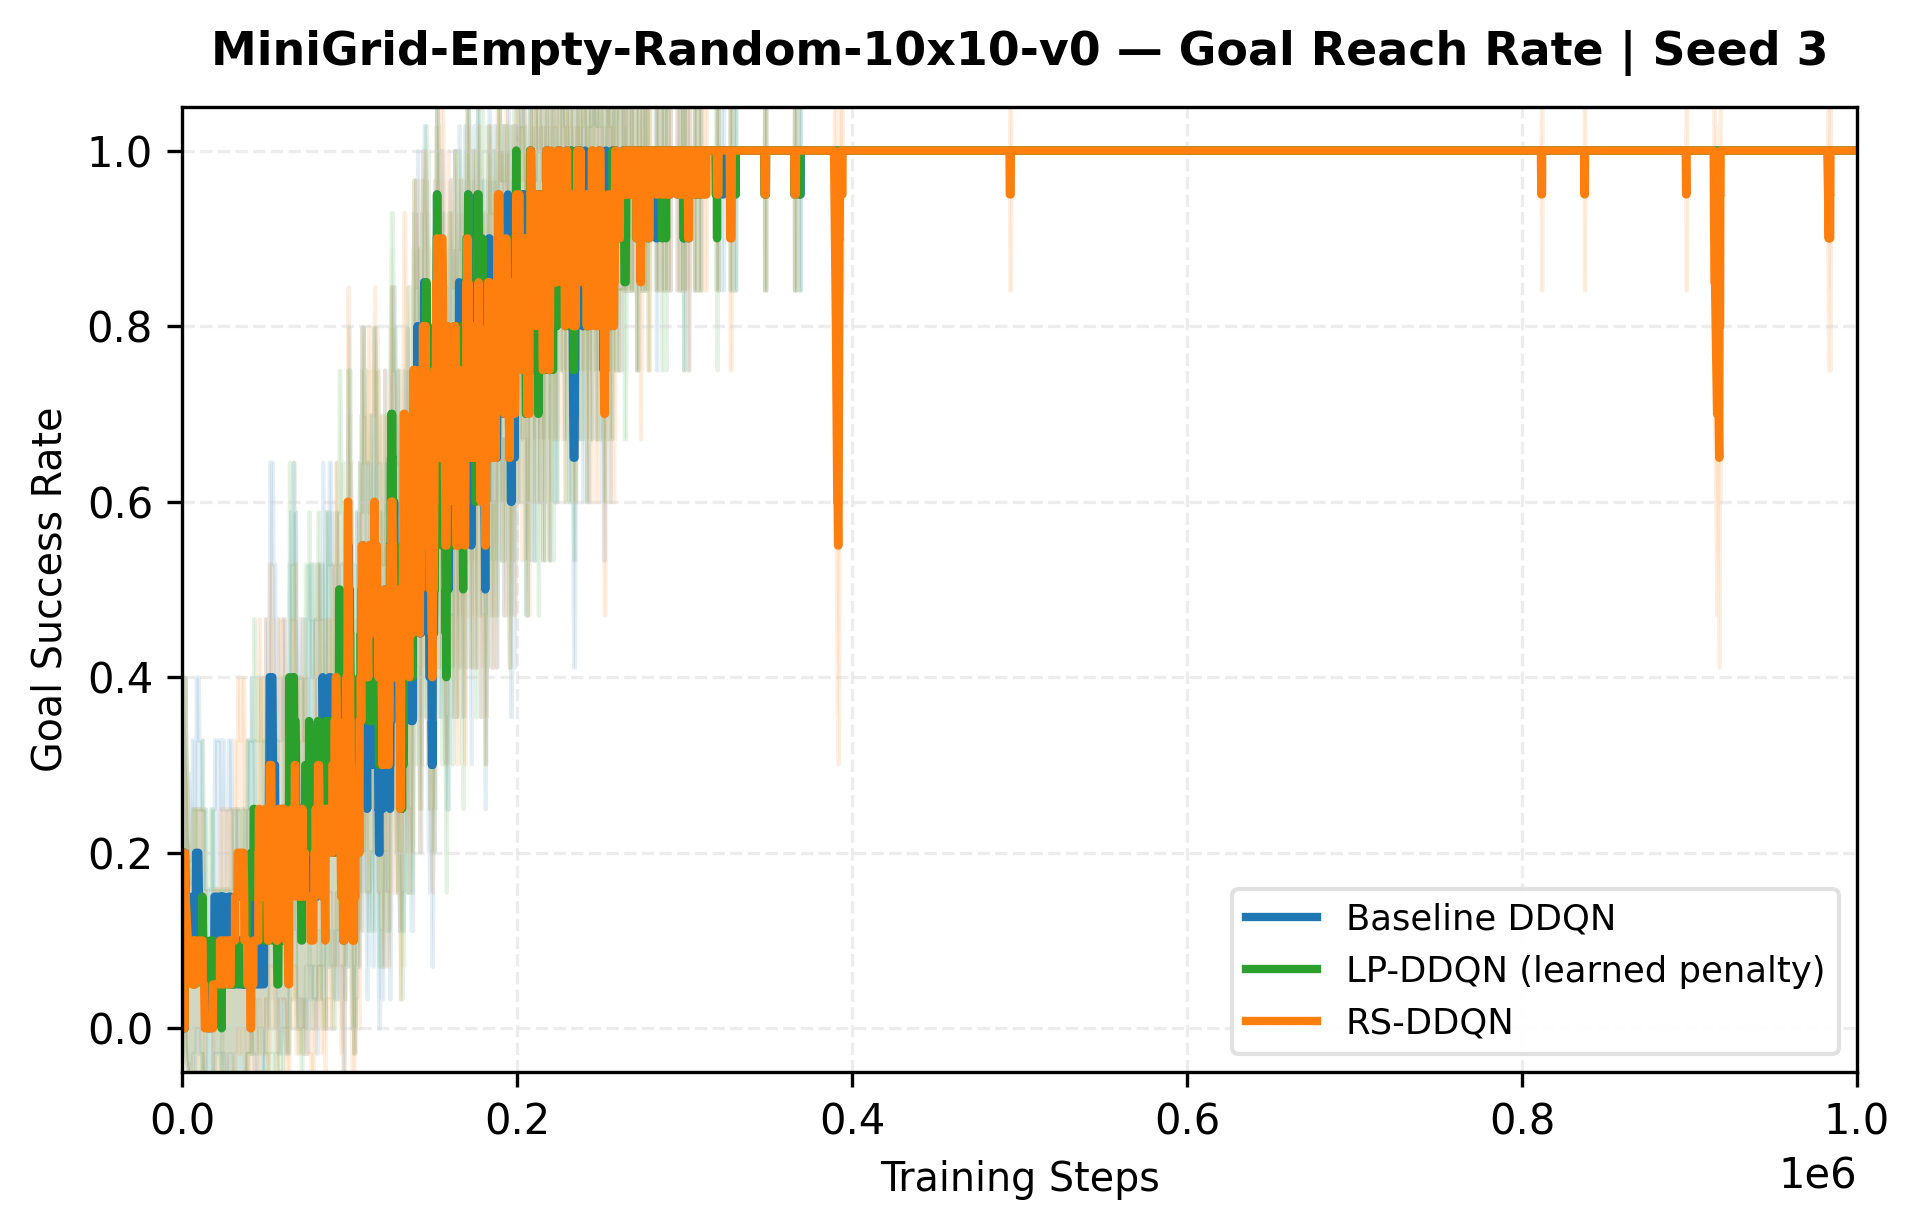 MiniGrid-Empty-Random-10x10-v0 — Goal Reach Rate | Seed 3
Goal Success Rate
1.0
0.8
0.6
0.4
0.2
0.0
Baseline DDQN
LP-DDQN (learned penalty)
RS-DDQN
0.0 0.2 0.4 0.6 0.8 1.0
1e6
Training Steps